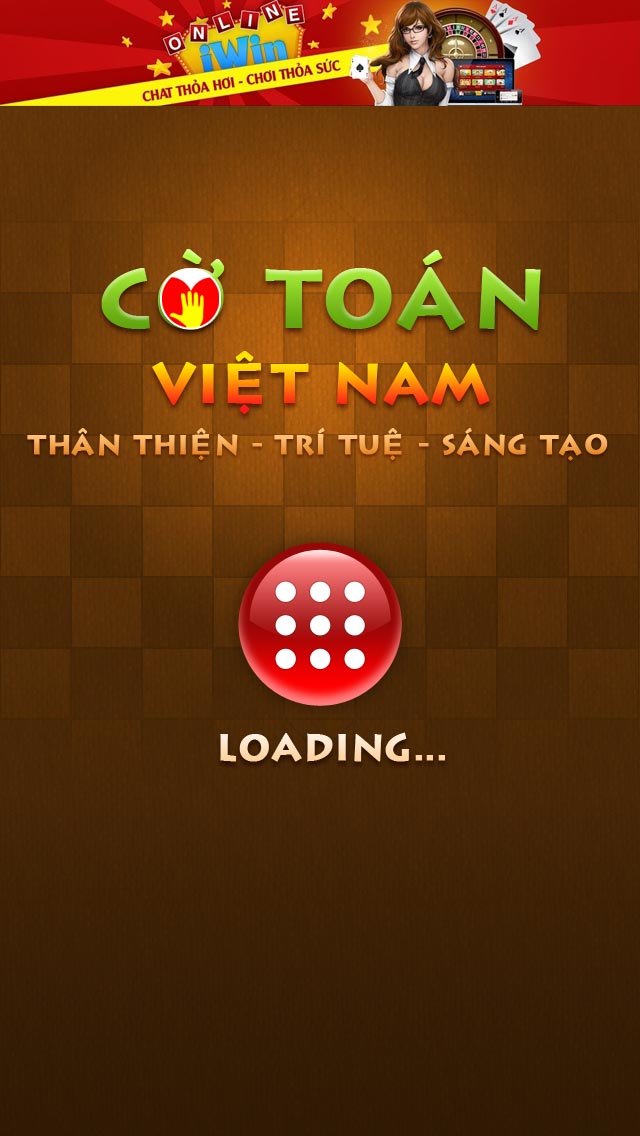 ONLINE
iWin
CHAT THỎA HƠI - CHƠI THỎA SỨC
CỜ TOÁN
VIỆT NAM
THÂN THIỆN - TRÍ TUỆ - SÁNG TẠO
LOADING...